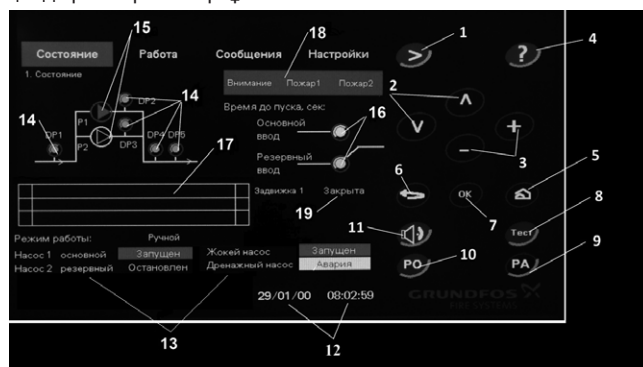 15
18
1
4
Состояние Работа Сообщения Настройки
1. Состояние
Внимание Пожар1 Пожар2
2
14
DP2
14
Время до пуска, сек:
16
Основной ввод
P1
DP1
P2
DP3
DP4
DP5
17
Резервный ввод
3
6
5
Задвижка 1 Закрыта
19
OK
7
11
Тест
8
Режим работы: Ручной
Насос 1 основной Запущен
Насос 2 резервный Остановлен
Жокей насос Запущен
Дренажный насос Авария
РО
10
РА
9
GRUNDFOS
29/01/00 08:02:59
13
12